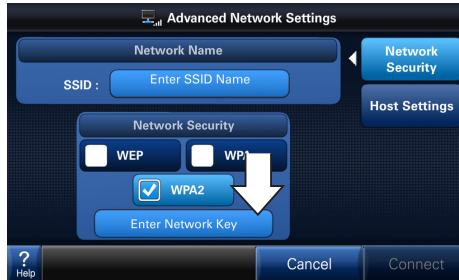 Advanced Network Settings
Network Name
SSID :
Enter SSID Name
Network Security
Host Settings
Network Security
WEP
WPA
WPA2
Enter Network Key
?
Help
Cancel
Connect